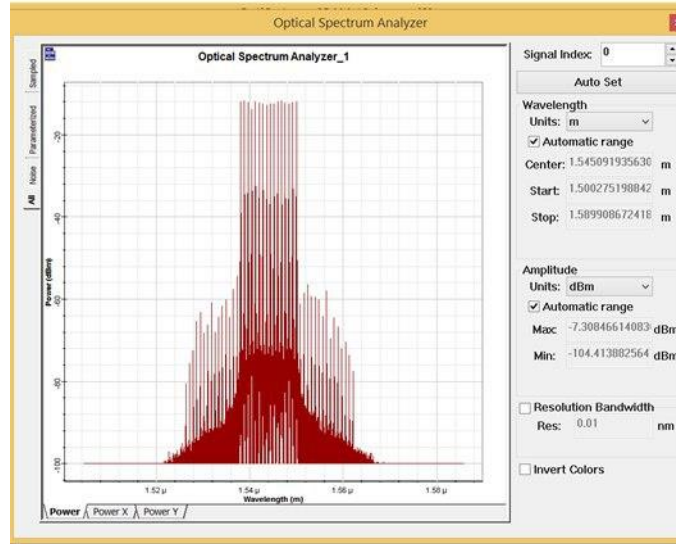 Optical Spectrum Analyzer
Optical Spectrum Analyzer_1
Sampled
Parameterized
Noise
All
Power (dBm)
-20
-40
-60
-80
-100
1.52 µ
1.54 µ
1.56 µ
1.58 µ
Wavelength (m)
Power
Power X
Power Y
Signal Index: 0
Auto Set
Wavelength
Units: m
Automatic range
Center: 1.545091935630 m
Start: 1.500275198842 m
Stop: 1.589908672418 m
Amplitude
Units: dBm
Automatic range
Max: -7.3084661408 dBm
Min: -104.413882564 dBm
Resolution Bandwidth
Res: 0.01 nm
Invert Colors